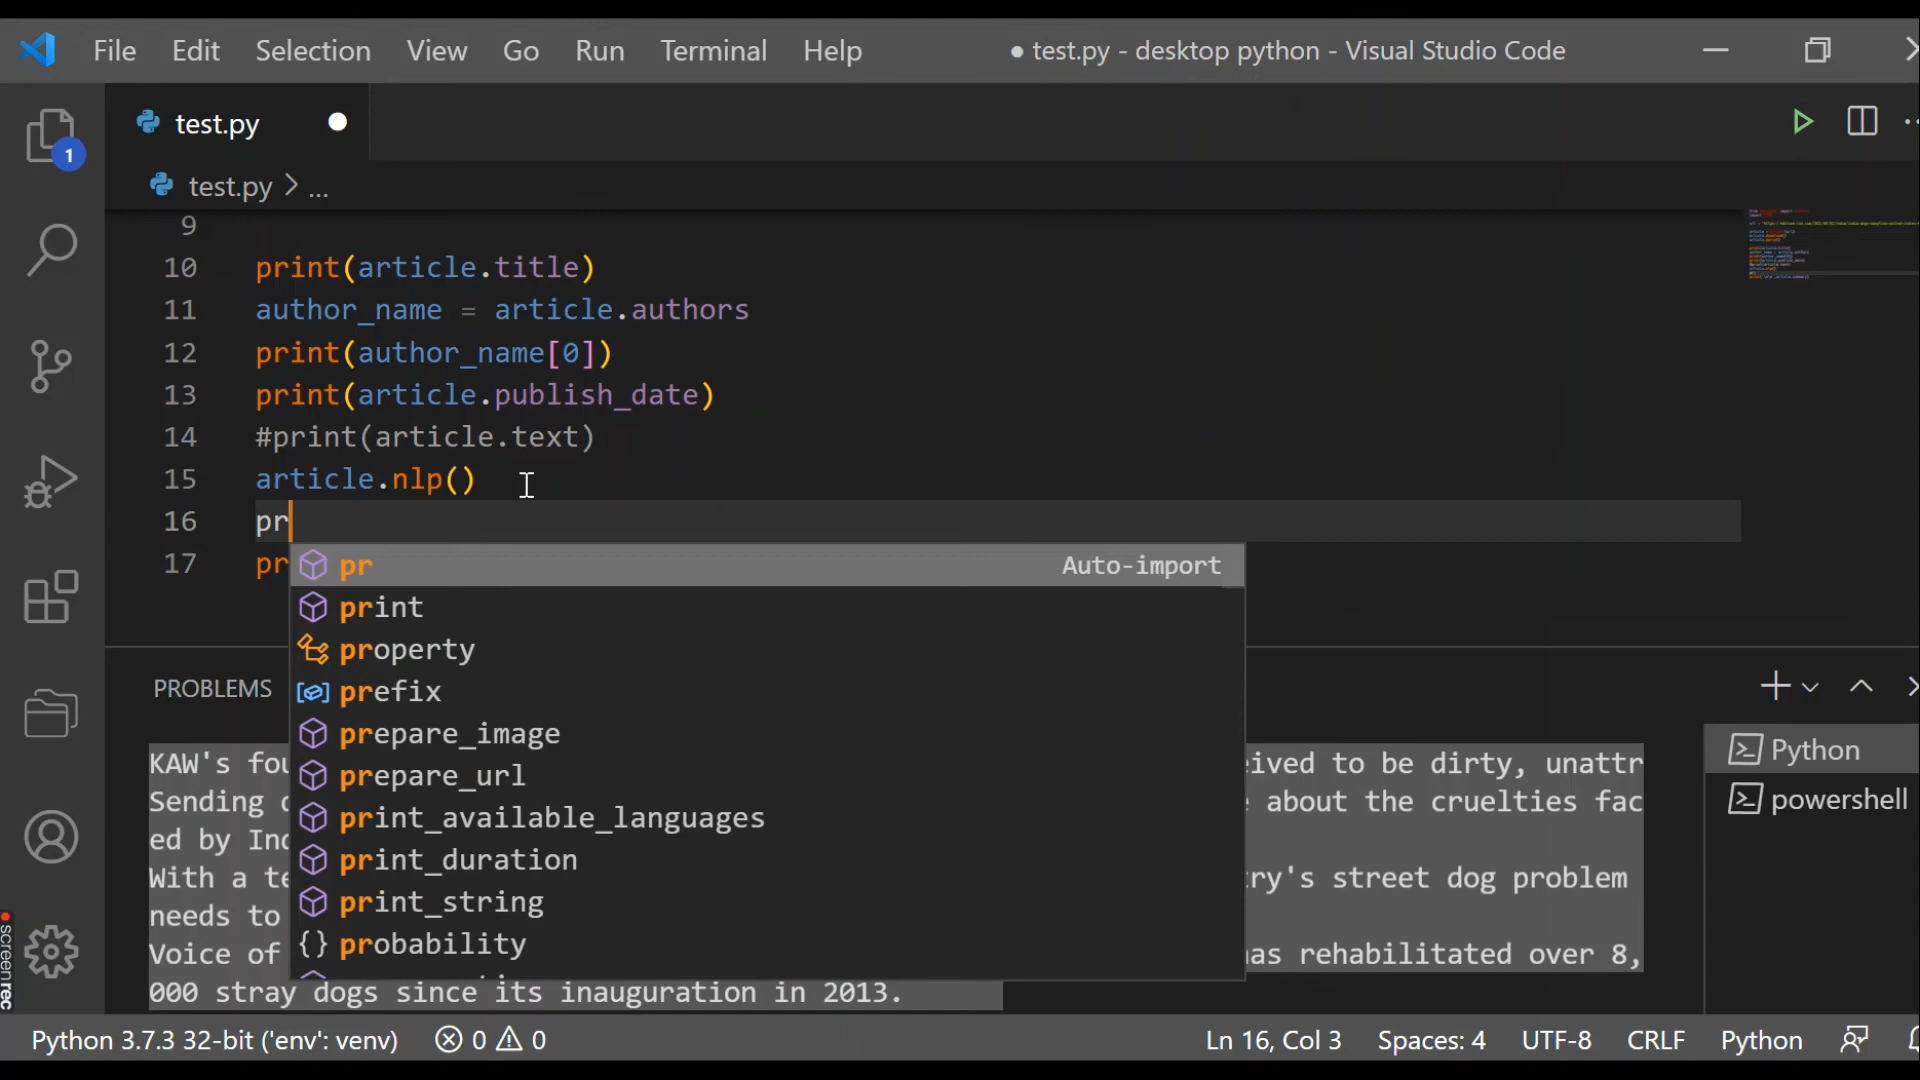 File Edit Selection View Go Run Terminal Help ● test.py - desktop python - Visual Studio Code
test.py
1
test.py > ...
9
10 print(article.title)
11 author_name = article.authors
12 print(author_name[0])
13 print(article.publish_date)
14 #print(article.text)
15 article.nlp()
16 pr
17 pr
pr Auto-import
print
property
prefix
prepare_image
prepare_url
print_available_languages
print_duration
print_string
{} probability
PROBLEMS
KAW's fou eived to be dirty, unattr
Sending about the cruelties fac
ed by Ind
With a te ry's street dog problem
needs to
Voice of as rehabilitated over 8,
000 stray dogs since its inauguration in 2013.
Python
powershell
screenrec
Python 3.7.3 32-bit ('env': venv) 0 0 Ln 16, Col 3 Spaces: 4 UTF-8 CRLF Python